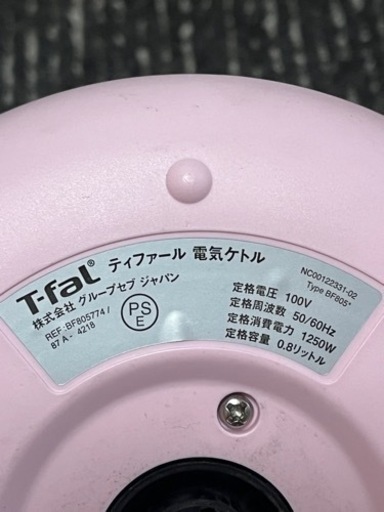 T-faL ティファール 電気ケトル
株式会社 グループセブ ジャパン
REF:BF805774/
87A - 4218
PS
E
NC00122331-02
Type BF805*
定格電圧 100V
定格周波数 50/60Hz
定格消費電力 1250W
定格容量 0.8リットル